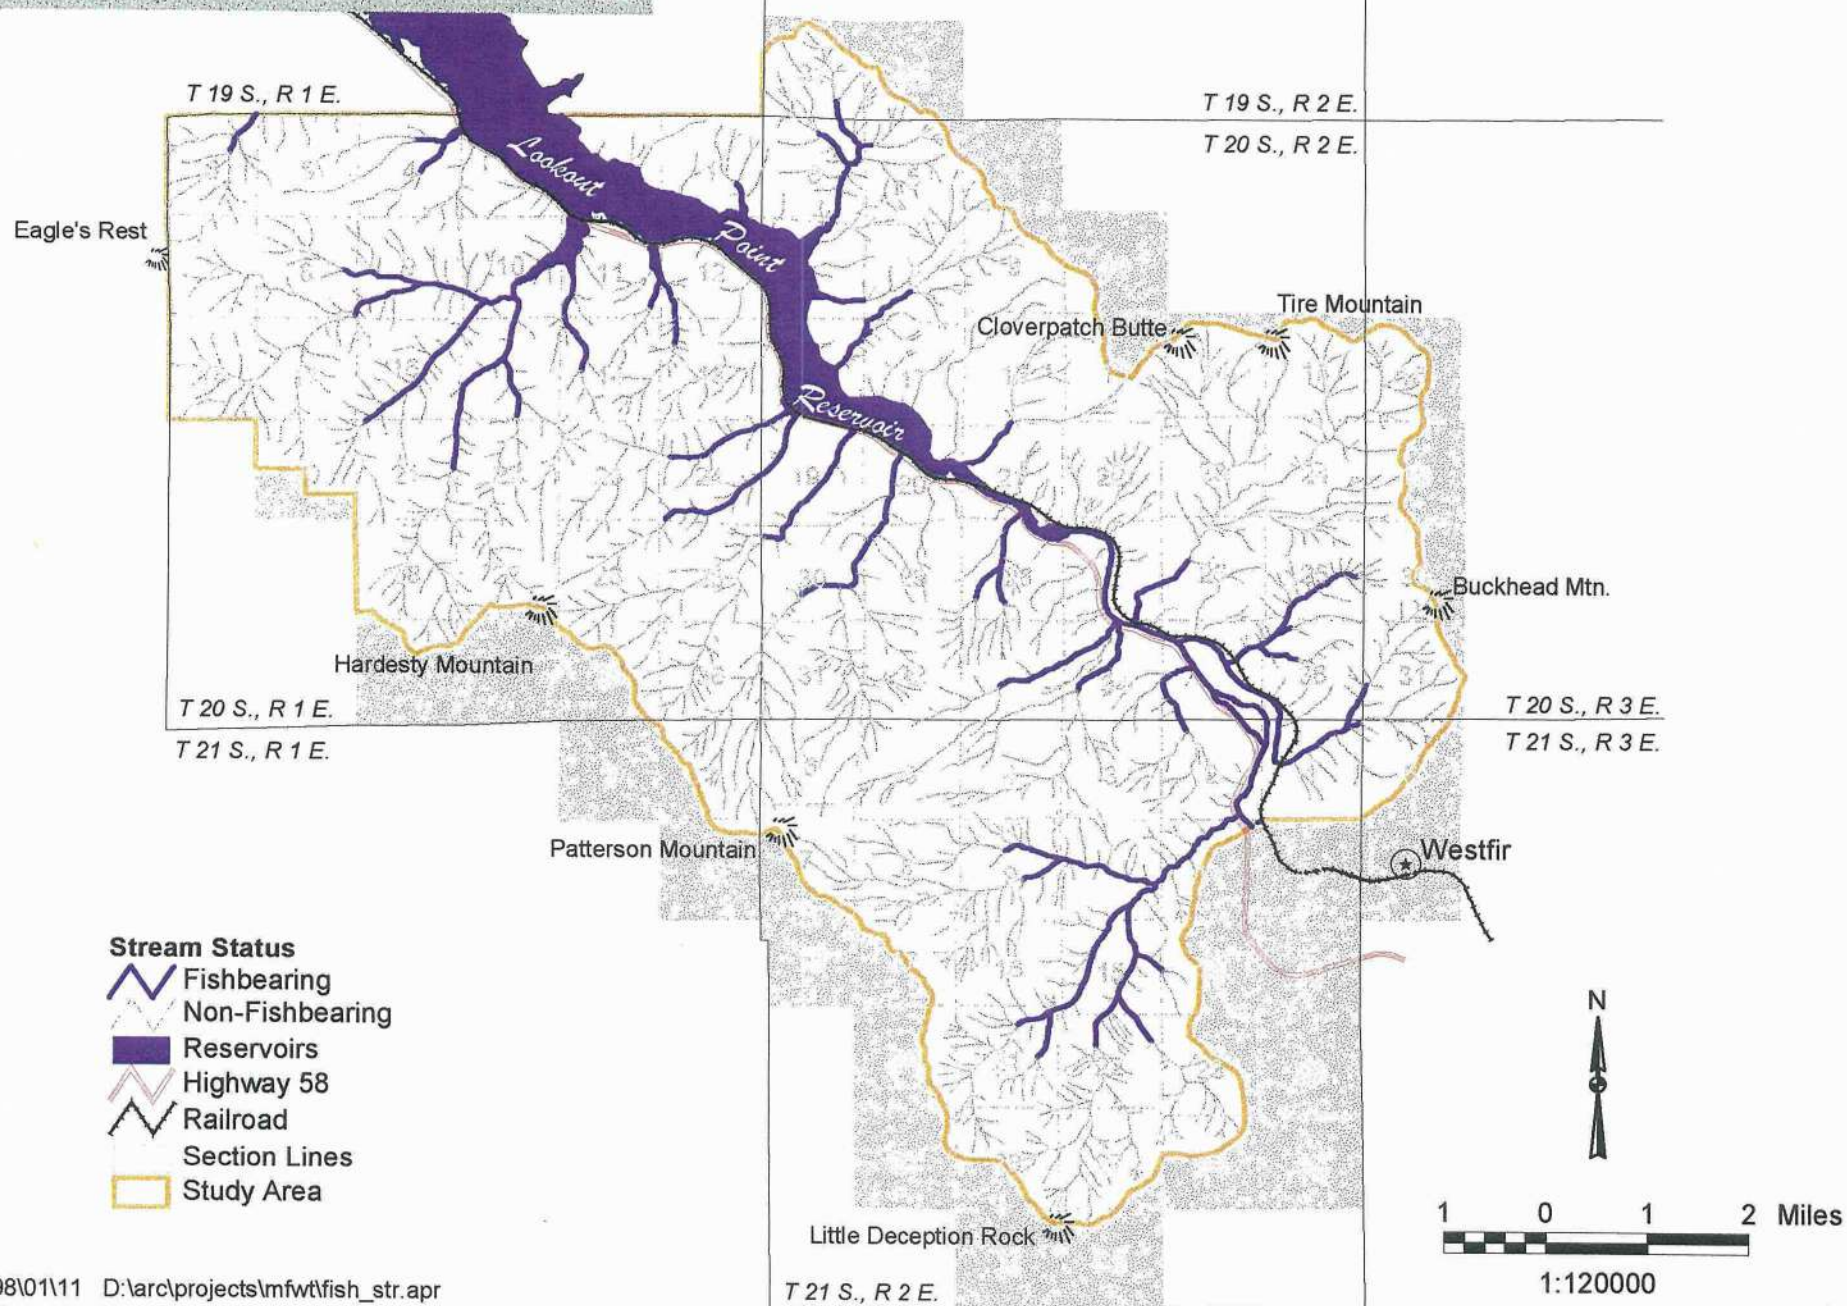 T 19 S., R 1 E.
T 19 S., R 2 E.
T 20 S., R 2 E.
Lookout
Point
Reservoir
Eagle's Rest
Tire Mountain
Cloverpatch Butte
Buckhead Mtn.
Hardesty Mountain
T 20 S., R 1 E.
T 21 S., R 1 E.
T 20 S., R 3 E.
T 21 S., R 3 E.
Patterson Mountain
Westfir
Stream Status
Fishbearing
Non-Fishbearing
Reservoirs
Highway 58
Railroad
Section Lines
Study Area
N
1 0 1 2 Miles
1:120000
Little Deception Rock
98\01\11 D:\arc\projects\mfwt\fish_str.apr
T 21 S., R 2 E.